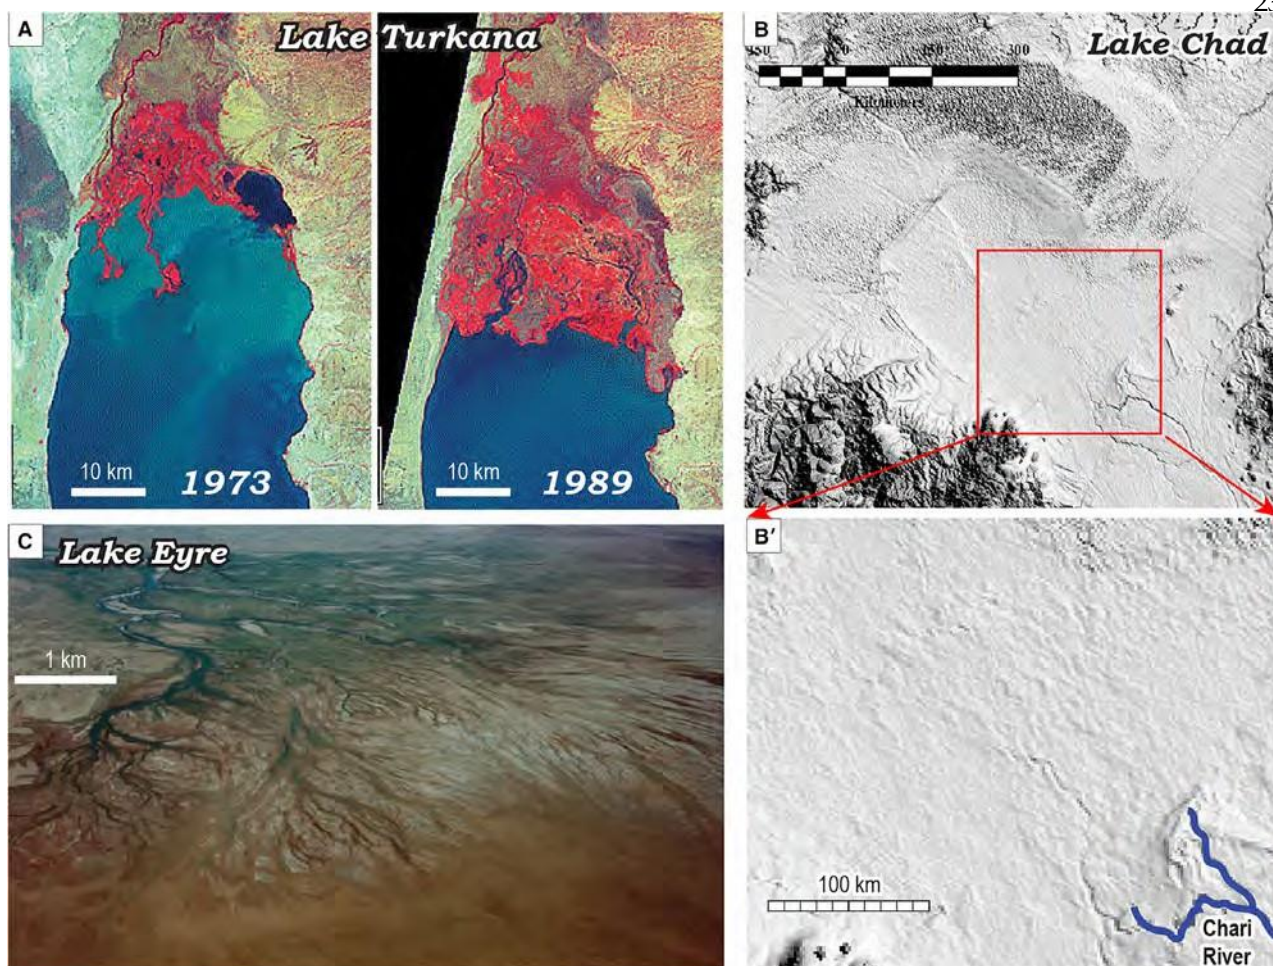 A
Lake Turkana
10 km
1973
10 km
1989
B
Lake Chad
150
300
Kilometers
C
Lake Eyre
1 km
B′
100 km
Chari
River